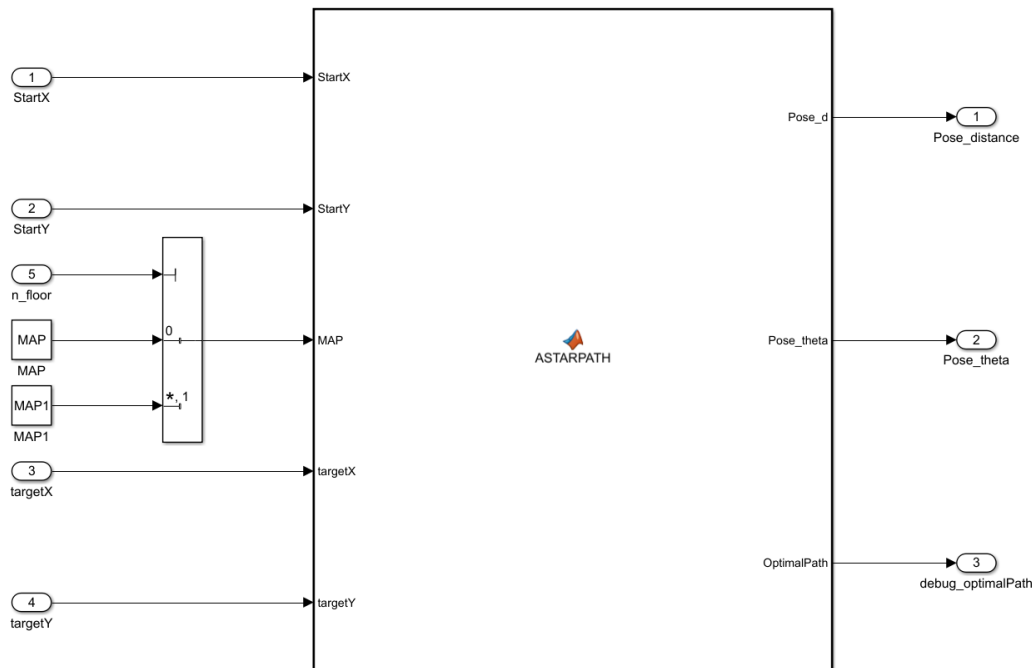 1
StartX
StartX
Pose_d
1
Pose_distance
2
StartY
StartY
5
n_floor
0
MAP
MAP
MAP
*, 1
MAP1
MAP1
ASTARPATH
Pose_theta
2
Pose_theta
3
targetX
targetX
OptimalPath
3
debug_optimalPath
4
targetY
targetY